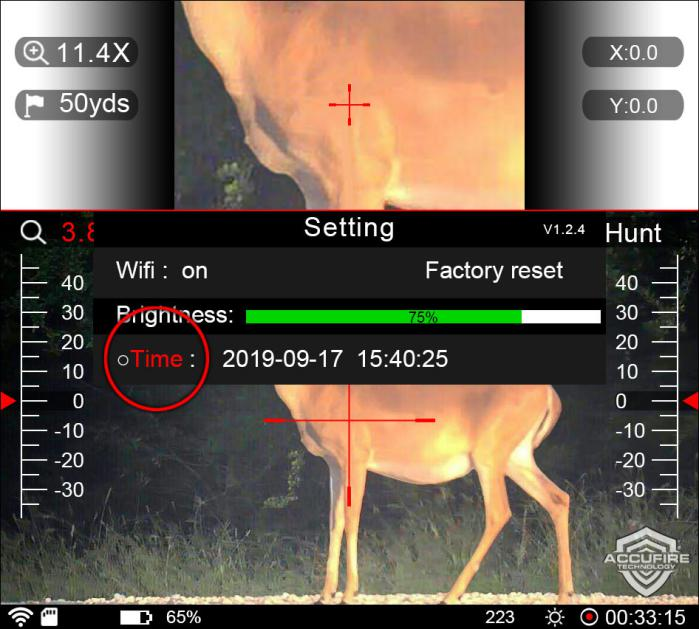 11.4X
X:0.0
50yds
Y:0.0
3.8
Setting
V1.2.4
Hunt
Wifi : on
Factory reset
Brightness:
75%
Time :
2019-09-17 15:40:25
40
30
20
10
0
-10
-20
-30
40
30
20
10
0
-10
-20
-30
ACCUFIRE
TECHNOLOGY
65%
223
00:33:15